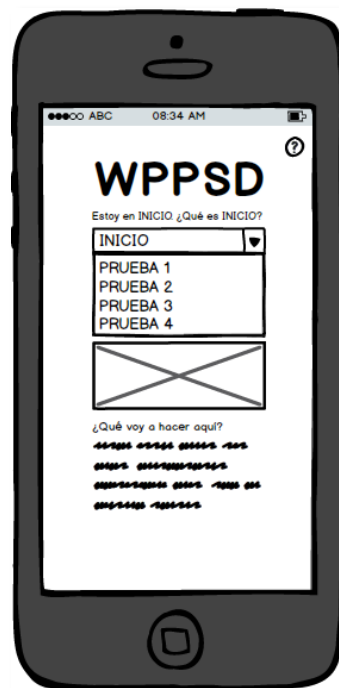 ABC 08:34 AM
?
WPPSD
Estoy en INICIO. ¿Qué es INICIO?
INICIO
PRUEBA 1
PRUEBA 2
PRUEBA 3
PRUEBA 4
¿Qué voy a hacer aquí?